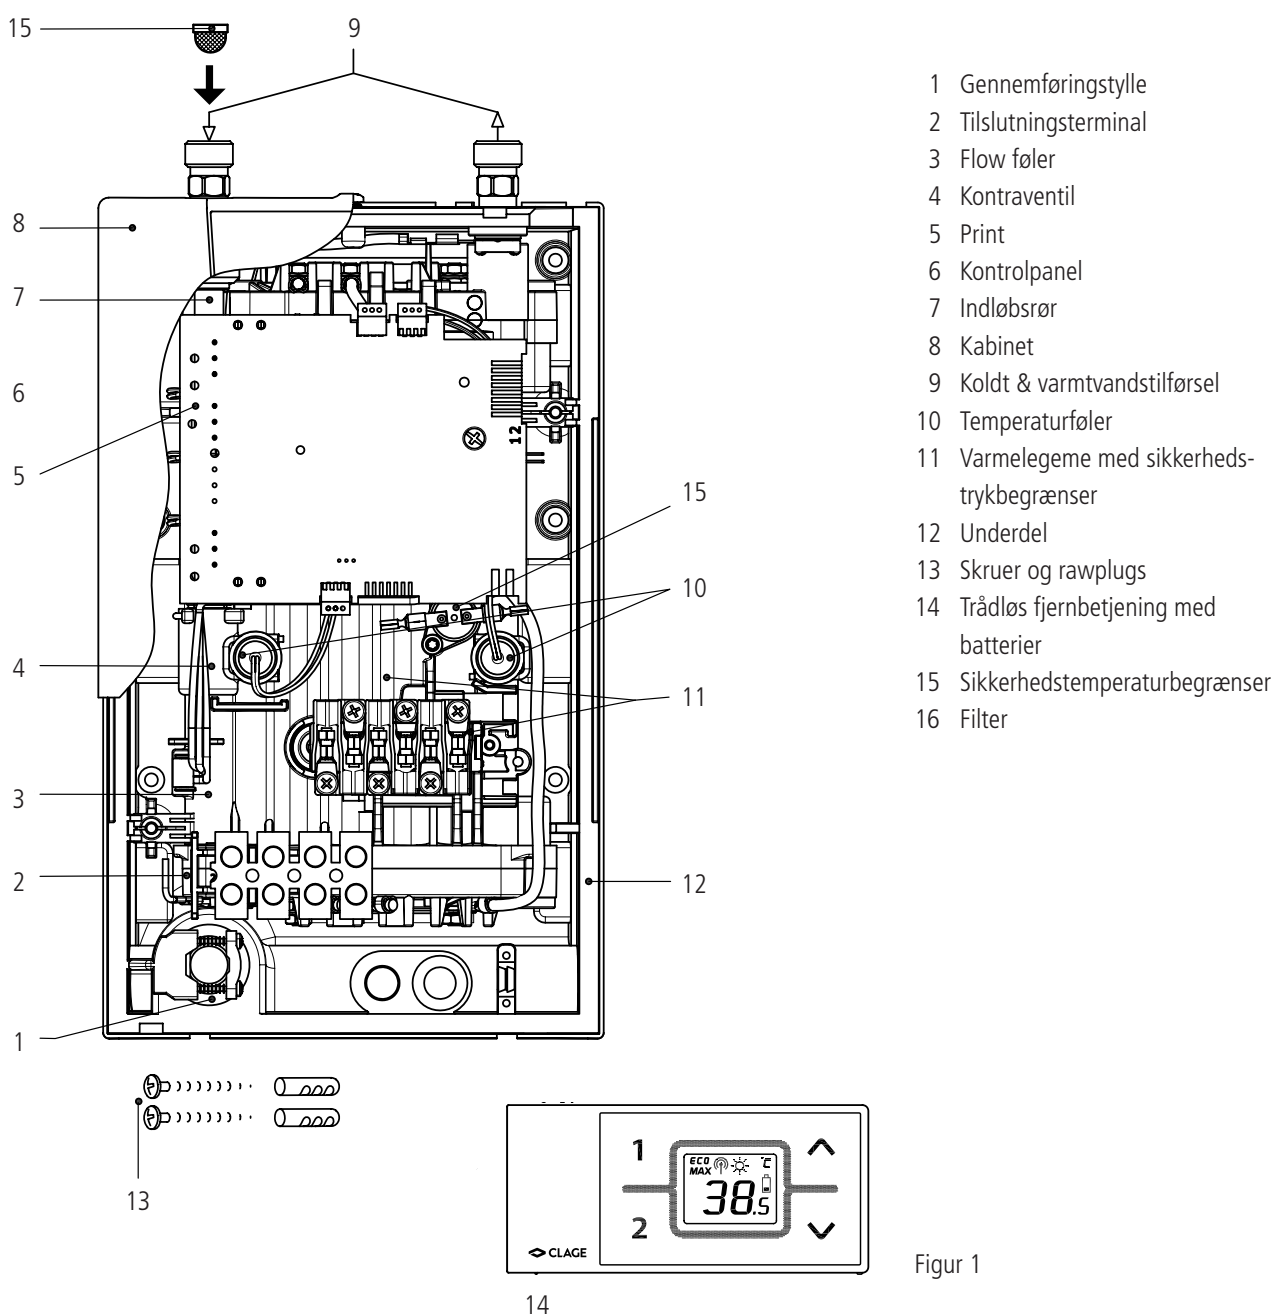 15
9
8
7
6
5
15
10
4
11
3
2
12
1
13
12
1
2
ECO
MAX
°C
38.5
CLAGE
14
1 Gennemføringstylle
2 Tilslutningsterminal
3 Flow føler
4 Kontraventil
5 Print
6 Kontrolpanel
7 Indløbsrør
8 Kabinet
9 Koldt & varmtvandstilførsel
10 Temperaturføler
11 Varmelegeme med sikkerheds-
trykbegrænser
12 Underdel
13 Skruer og rawplugs
14 Trådløs fjernbetjening med
batterier
15 Sikkerhedstemperaturbegrænser
16 Filter
Figur 1